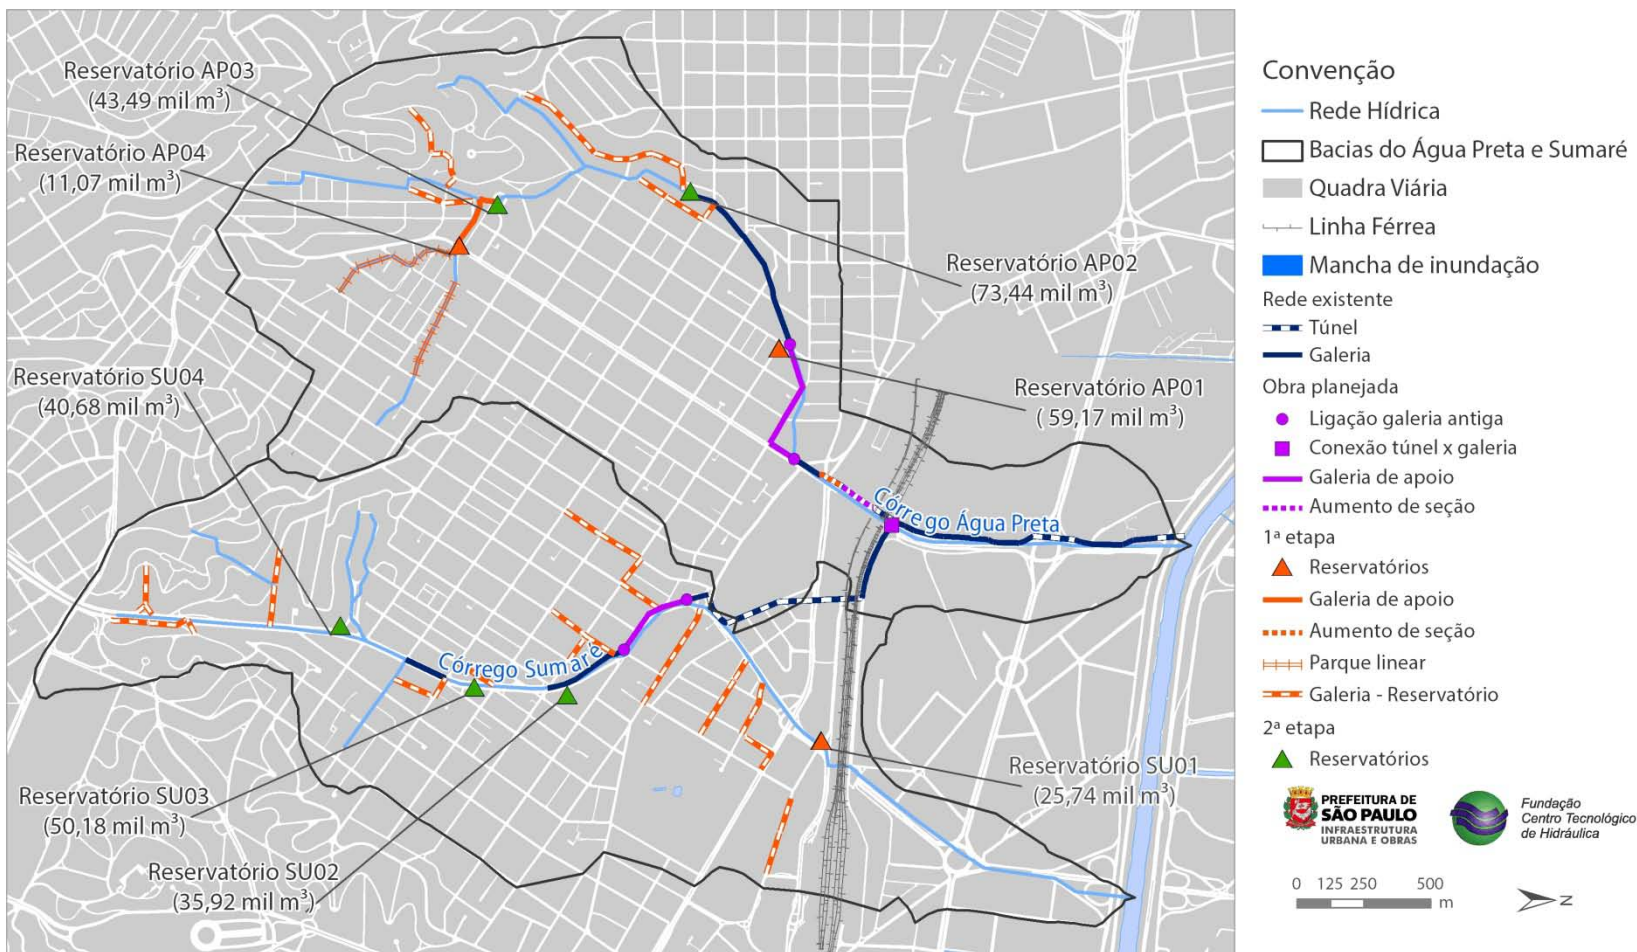 Reservatório AP03
(43,49 mil m³)
Reservatório AP04
(11,07 mil m³)
Reservatório AP02
(73,44 mil m³)
Reservatório AP01
( 59,17 mil m³)
Reservatório SU04
(40,68 mil m³)
Córrego Água Preta
Córrego Sumaré
Reservatório SU01
(25,74 mil m³)
Reservatório SU03
(50,18 mil m³)
Reservatório SU02
(35,92 mil m³)
Convenção
Rede Hídrica
Bacias do Água Preta e Sumaré
Quadra Viária
Linha Férrea
Mancha de inundação
Rede existente
Túnel
Galeria
Obra planejada
Ligação galeria antiga
Conexão túnel x galeria
Galeria de apoio
Aumento de seção
1ª etapa
Reservatórios
Galeria de apoio
Aumento de seção
Parque linear
Galeria - Reservatório
2ª etapa
Reservatórios
PREFEITURA DE
SÃO PAULO
INFRAESTRUTURA
URBANA E OBRAS
Fundação
Centro Tecnológico
de Hidráulica
0 125 250 500
m
N